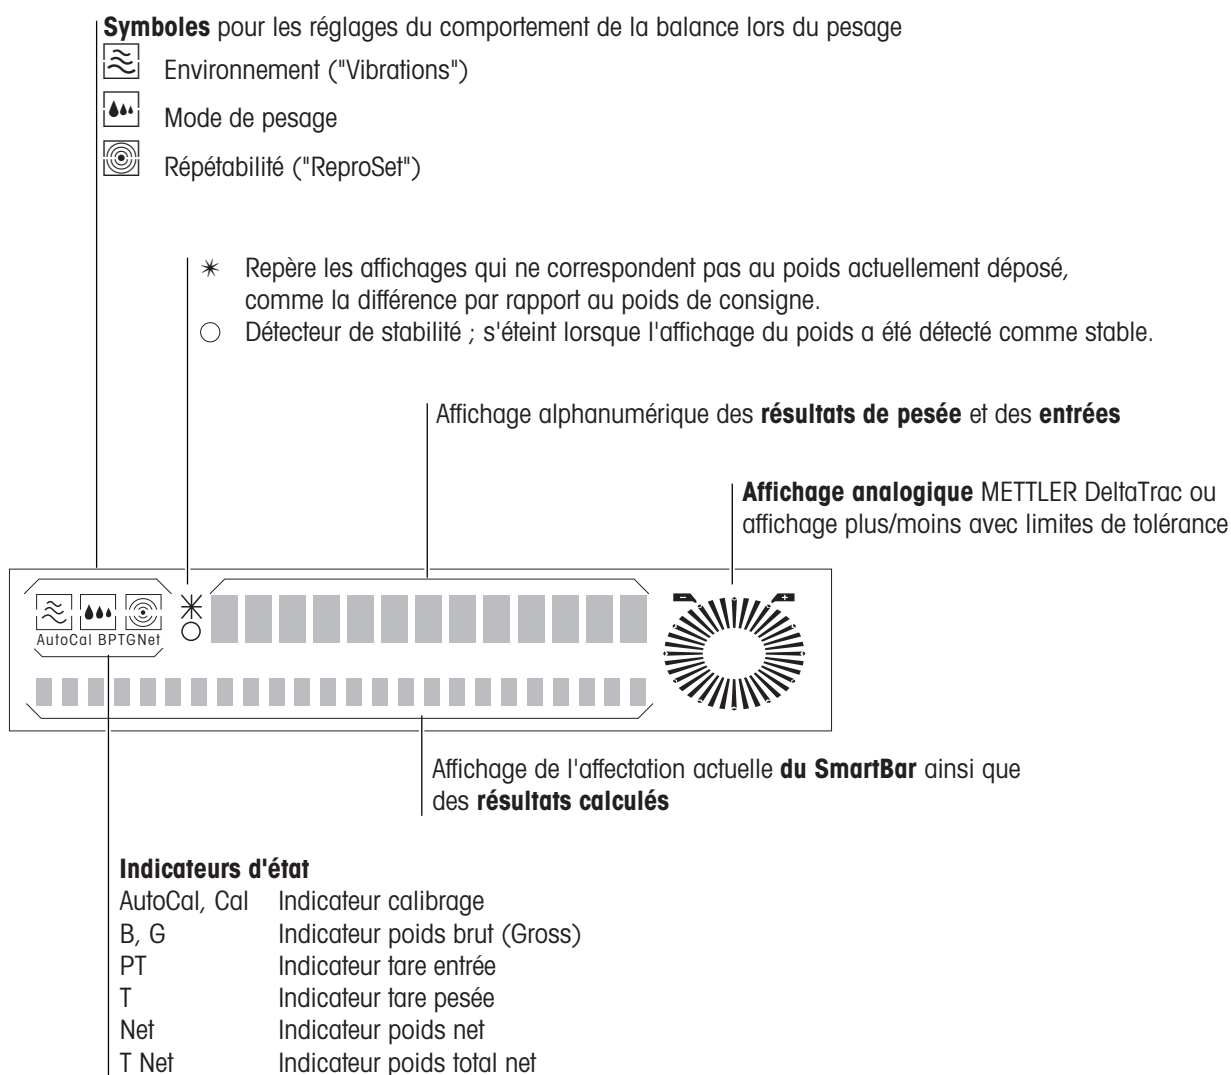 Symboles pour les réglages du comportement de la balance lors du pesage
Environnement ("Vibrations")
Mode de pesage
Répétabilité ("ReproSet")
Repère les affichages qui ne correspondent pas au poids actuellement déposé,
comme la différence par rapport au poids de consigne.
Détecteur de stabilité ; s'éteint lorsque l'affichage du poids a été détecté comme stable.
Affichage alphanumérique des résultats de pesée et des entrées
Affichage analogique METTLER DeltaTrac ou
affichage plus/moins avec limites de tolérance
AutoCal BPTGNet
Affichage de l'affectation actuelle du SmartBar ainsi que
des résultats calculés
Indicateurs d'état
AutoCal, Cal Indicateur calibrage
B, G Indicateur poids brut (Gross)
PT Indicateur tare entrée
T Indicateur tare pesée
Net Indicateur poids net
T Net Indicateur poids total net